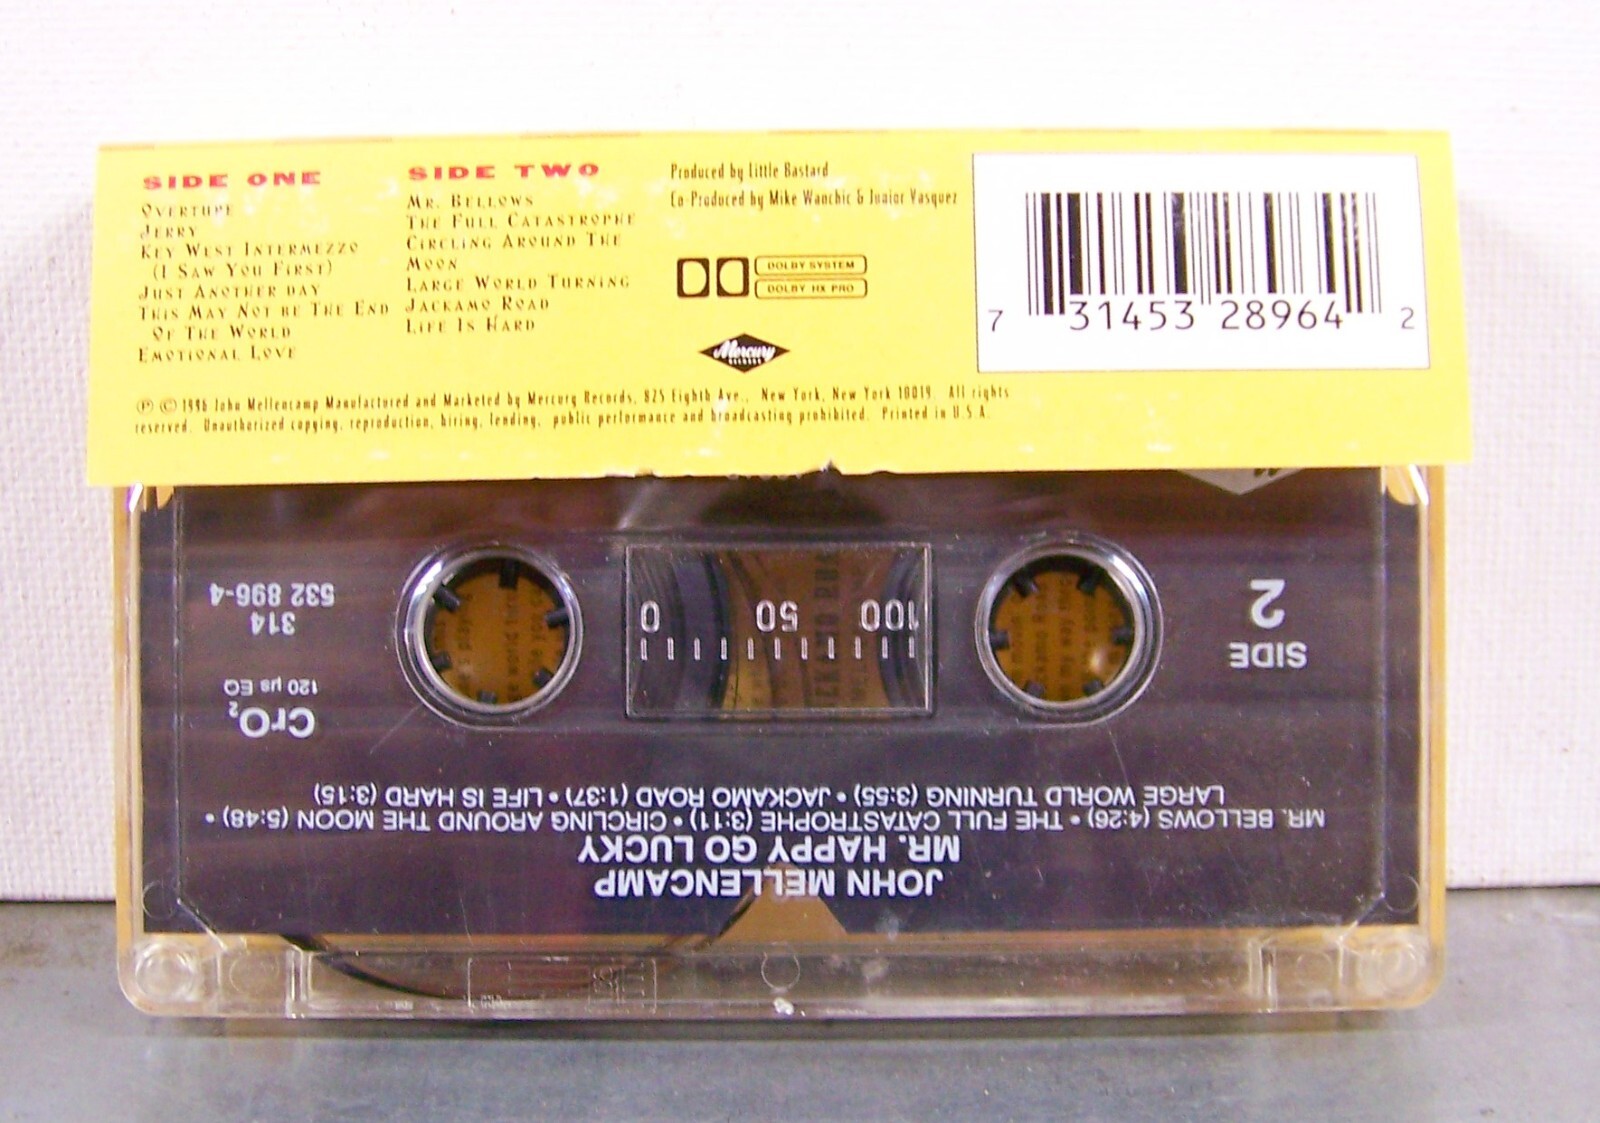 SIDE ONE
OVERTURE
JERRY
KEY WEST INTERMEZZO
(I SAW YOU FIRST)
JUST ANOTHER DAY
THIS MAY NOT BE THE END
OF THE WORLD
EMOTIONAL LOVE
SIDE TWO
MR. BELLOWS
THE FULL CATASTROPHE
CIRCLING AROUND THE
MOON
LARGE WORLD TURNING
JACKAMO ROAD
LIFE IS HARD
Produced by Little Bastard
Co-Produced by Mike Wanchic & Junior Vasquez
DOLBY SYSTEM
DOLBY HX PRO
Mercury
RECORDS
7 31453 28964 2
℗ © 1996 John Mellencamp Manufactured and Marketed by Mercury Records, 825 Eighth Ave., New York, New York 10019. All rights
reserved. Unauthorized copying, reproduction, hiring, lending, public performance and broadcasting prohibited. Printed in U.S.A.
JOHN MELLENCAMP
MR. HAPPY GO LUCKY
MR. BELLOWS (4:26) • THE FULL CATASTROPHE (3:11) • CIRCLING AROUND THE MOON (5:48) •
LARGE WORLD TURNING (3:55) • JACKAMO ROAD (1:37) • LIFE IS HARD (3:15)
CrO2
120 µs EQ
314
532 896-4
SIDE
2
100 50 0